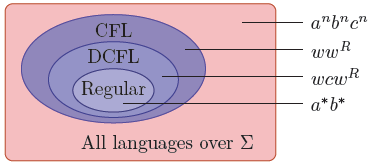 CFL
DCFL
Regular
All languages over Σ
aⁿbⁿcⁿ
wwᴿ
wcwᴿ
a*b*